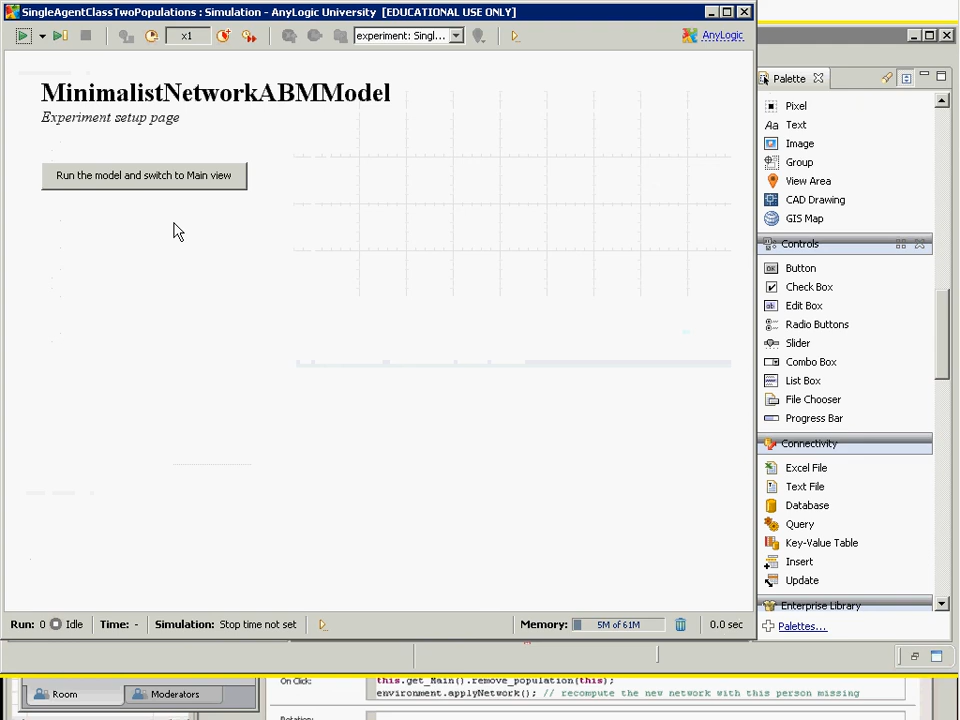 SingleAgentClassTwoPopulations : Simulation - AnyLogic University [EDUCATIONAL USE ONLY]
x1
experiment: Singl...
AnyLogic
MinimalistNetworkABMModel
Experiment setup page
Run the model and switch to Main view
Run: 0 Idle
Time: -
Simulation: Stop time not set
Memory: 5M of 61M
0.0 sec
Palette
Pixel
Aa Text
Image
Group
View Area
CAD Drawing
GIS Map
Controls
Button
Check Box
Edit Box
Radio Buttons
Slider
Combo Box
List Box
File Chooser
Progress Bar
Connectivity
Excel File
Text File
Database
Query
Key-Value Table
Insert
Update
Enterprise Library
Palettes...
Room
Moderators
On Click:
this.get_Main().remove_population(this);
environment.applyNetwork(); // recompute the new network with this person missing
Rotation: